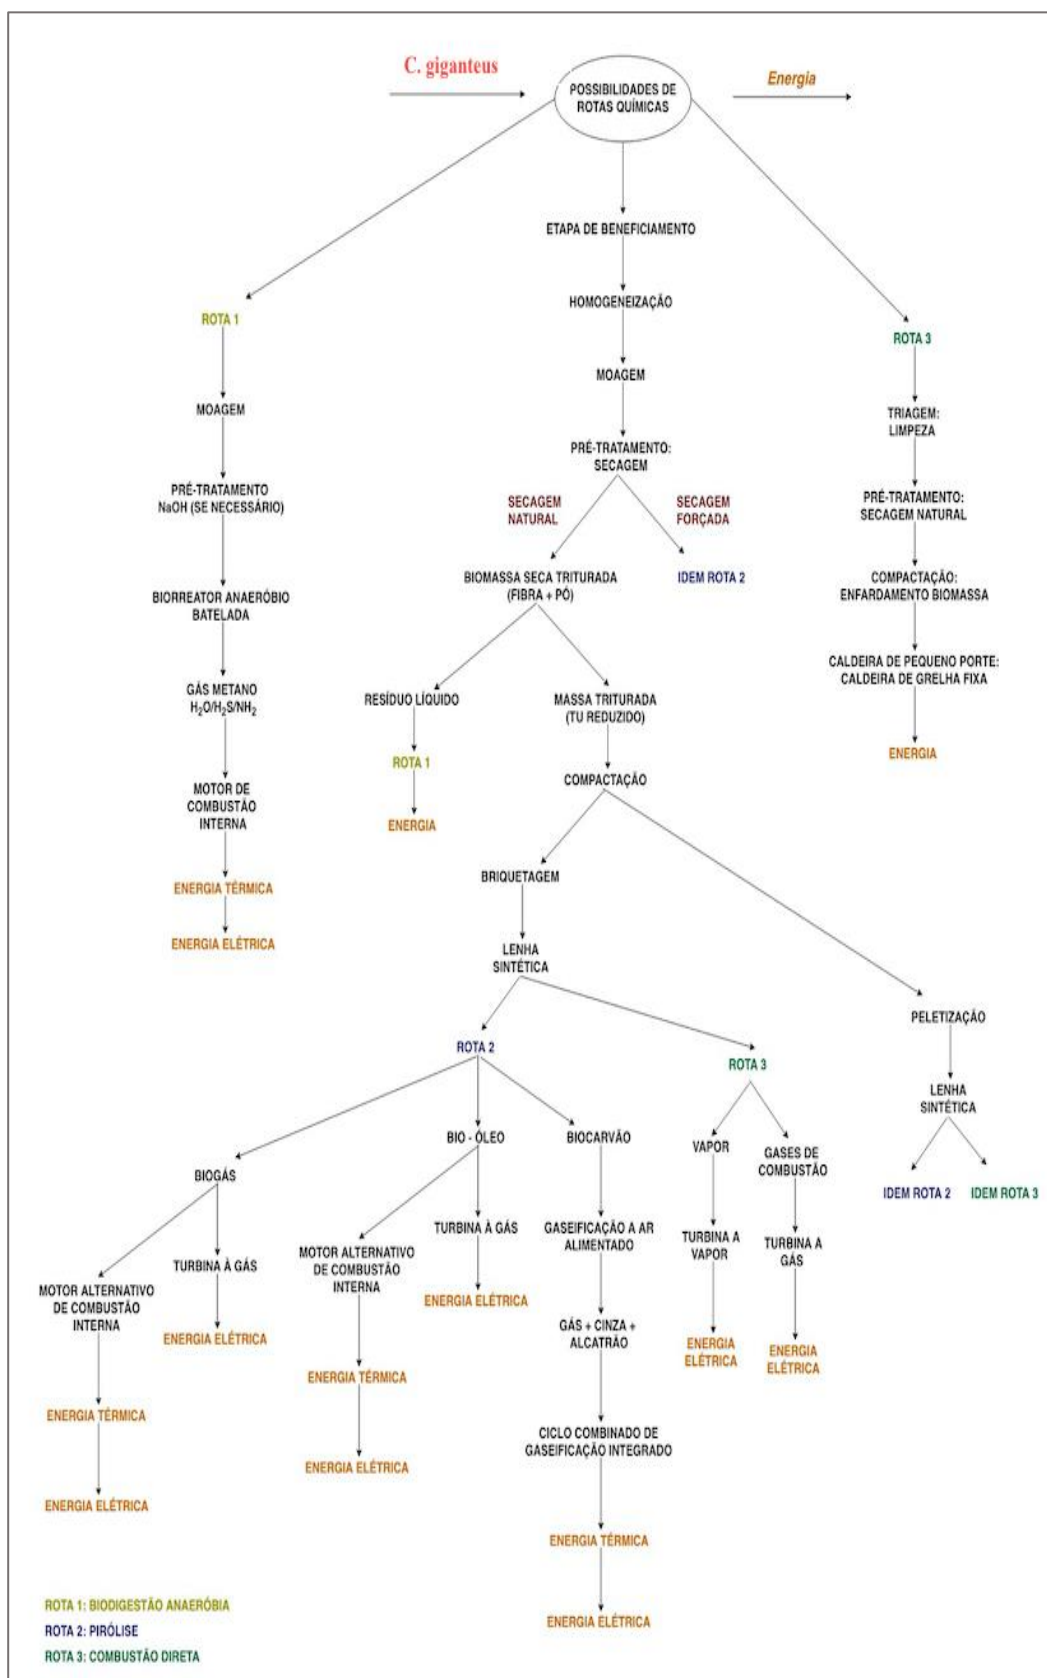 C. giganteus
POSSIBILIDADES DE
ROTAS QUÍMICAS
Energia
ETAPA DE BENEFICIAMENTO
HOMOGENEIZAÇÃO
MOAGEM
PRÉ-TRATAMENTO:
SECAGEM
SECAGEM
NATURAL
SECAGEM
FORÇADA
BIOMASSA SECA TRITURADA
(FIBRA + PÓ)
IDEM ROTA 2
ROTA 1
MOAGEM
PRÉ-TRATAMENTO
NaOH (SE NECESSÁRIO)
BIORREATOR ANAERÓBIO
BATELADA
GÁS METANO
H2O/H2S/NH2
MOTOR DE
COMBUSTÃO
INTERNA
ENERGIA TÉRMICA
ENERGIA ELÉTRICA
ROTA 3
TRIAGEM:
LIMPEZA
PRÉ-TRATAMENTO:
SECAGEM NATURAL
COMPACTAÇÃO:
ENFARDAMENTO BIOMASSA
CALDEIRA DE PEQUENO PORTE:
CALDEIRA DE GRELHA FIXA
ENERGIA
RESÍDUO LÍQUIDO
ROTA 1
ENERGIA
MASSA TRITURADA
(TU REDUZIDO)
COMPACTAÇÃO
BRIQUETAGEM
LENHA
SINTÉTICA
PELETIZAÇÃO
LENHA
SINTÉTICA
IDEM ROTA 2
IDEM ROTA 3
ROTA 2
ROTA 3
BIOGÁS
BIO - ÓLEO
BIOCARVÃO
VAPOR
GASES DE
COMBUSTÃO
MOTOR ALTERNATIVO
DE COMBUSTÃO
INTERNA
TURBINA À GÁS
ENERGIA ELÉTRICA
ENERGIA TÉRMICA
ENERGIA ELÉTRICA
MOTOR ALTERNATIVO
DE COMBUSTÃO
INTERNA
TURBINA À GÁS
ENERGIA ELÉTRICA
ENERGIA TÉRMICA
ENERGIA ELÉTRICA
GASEIFICAÇÃO A AR
ALIMENTADO
GÁS + CINZA +
ALCATRÃO
CICLO COMBINADO DE
GASEIFICAÇÃO INTEGRADO
ENERGIA TÉRMICA
ENERGIA ELÉTRICA
TURBINA A
VAPOR
ENERGIA
ELÉTRICA
TURBINA A
GÁS
ENERGIA
ELÉTRICA
ROTA 1: BIODIGESTÃO ANAERÓBIA
ROTA 2: PIRÓLISE
ROTA 3: COMBUSTÃO DIRETA